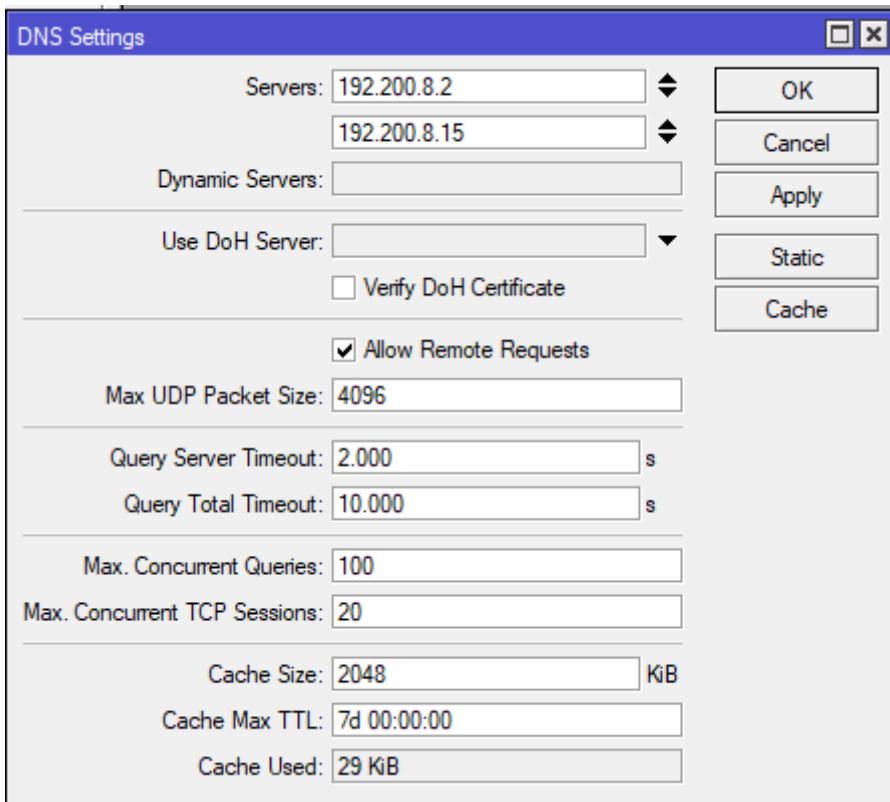 DNS Settings
Servers: 192.200.8.2
OK
192.200.8.15
Cancel
Dynamic Servers:
Apply
Use DoH Server:
Static
Verify DoH Certificate
Cache
Allow Remote Requests
Max UDP Packet Size: 4096
Query Server Timeout: 2.000 s
Query Total Timeout: 10.000 s
Max. Concurrent Queries: 100
Max. Concurrent TCP Sessions: 20
Cache Size: 2048 KiB
Cache Max TTL: 7d 00:00:00
Cache Used: 29 KiB